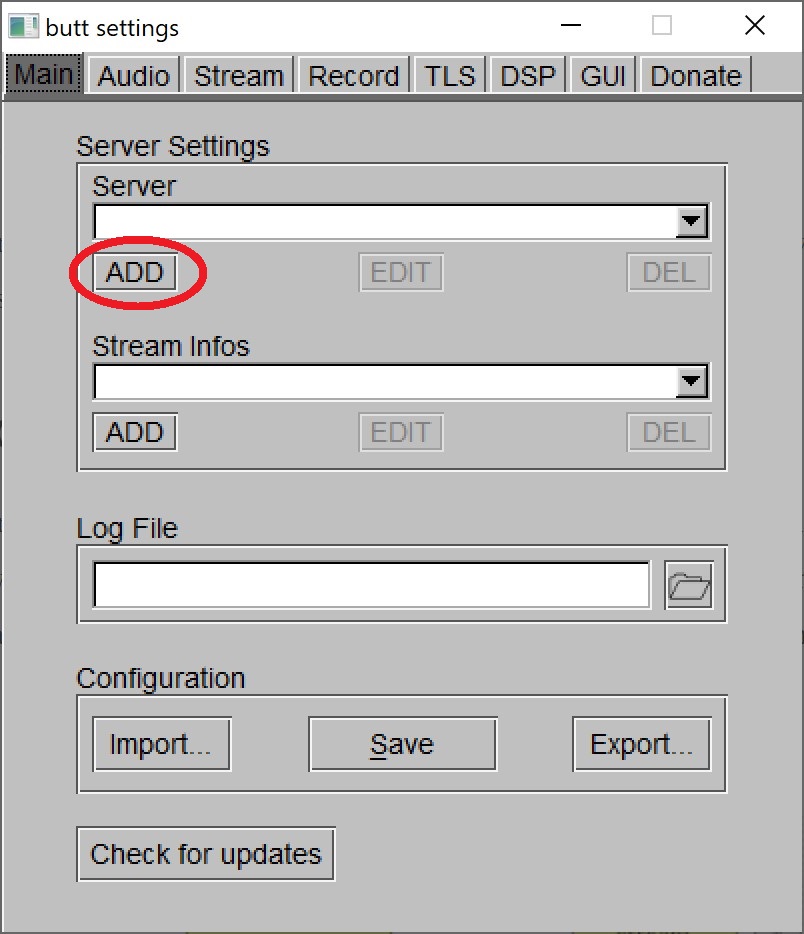 butt settings
Main Audio Stream Record TLS DSP GUI Donate
Server Settings
Server
ADD EDIT DEL
Stream Infos
ADD EDIT DEL
Log File
Configuration
Import... Save Export...
Check for updates